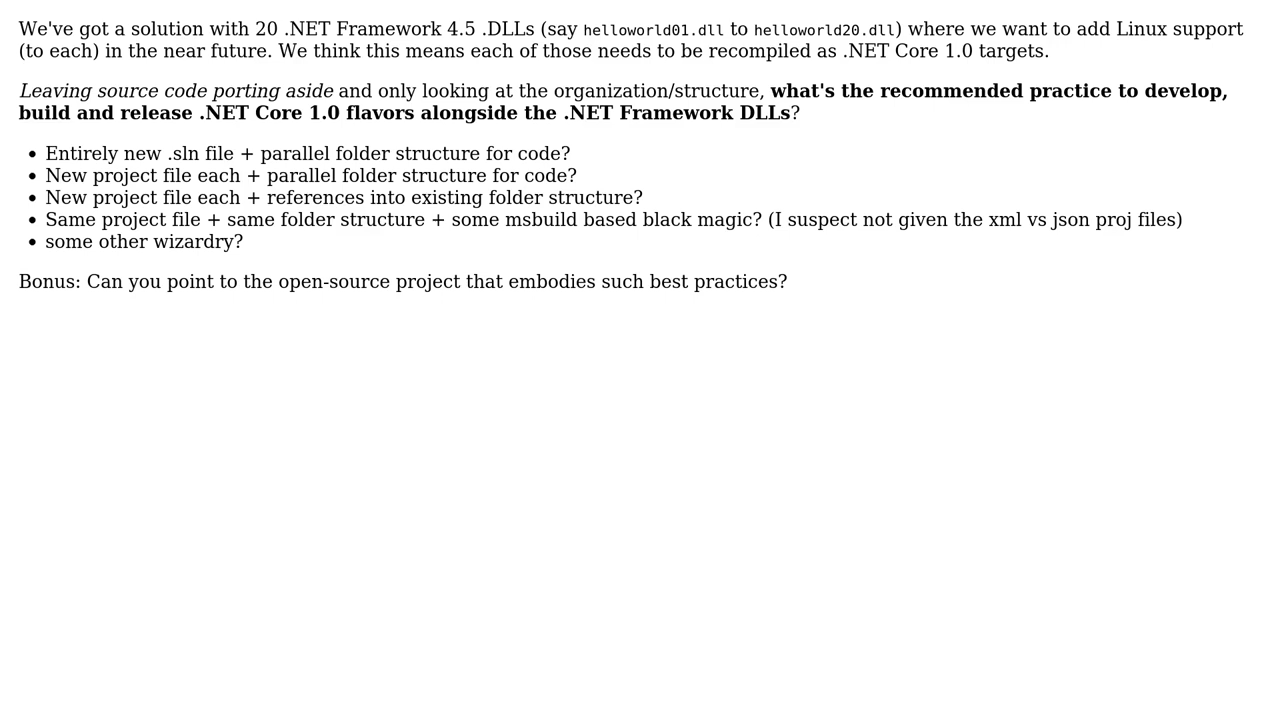 We've got a solution with 20 .NET Framework 4.5 .DLLs (say helloworld01.dll to helloworld20.dll) where we want to add Linux support
(to each) in the near future. We think this means each of those needs to be recompiled as .NET Core 1.0 targets.
Leaving source code porting aside and only looking at the organization/structure, what's the recommended practice to develop,
build and release .NET Core 1.0 flavors alongside the .NET Framework DLLs?
• Entirely new .sln file + parallel folder structure for code?
• New project file each + parallel folder structure for code?
• New project file each + references into existing folder structure?
• Same project file + same folder structure + some msbuild based black magic? (I suspect not given the xml vs json proj files)
• some other wizardry?
Bonus: Can you point to the open-source project that embodies such best practices?